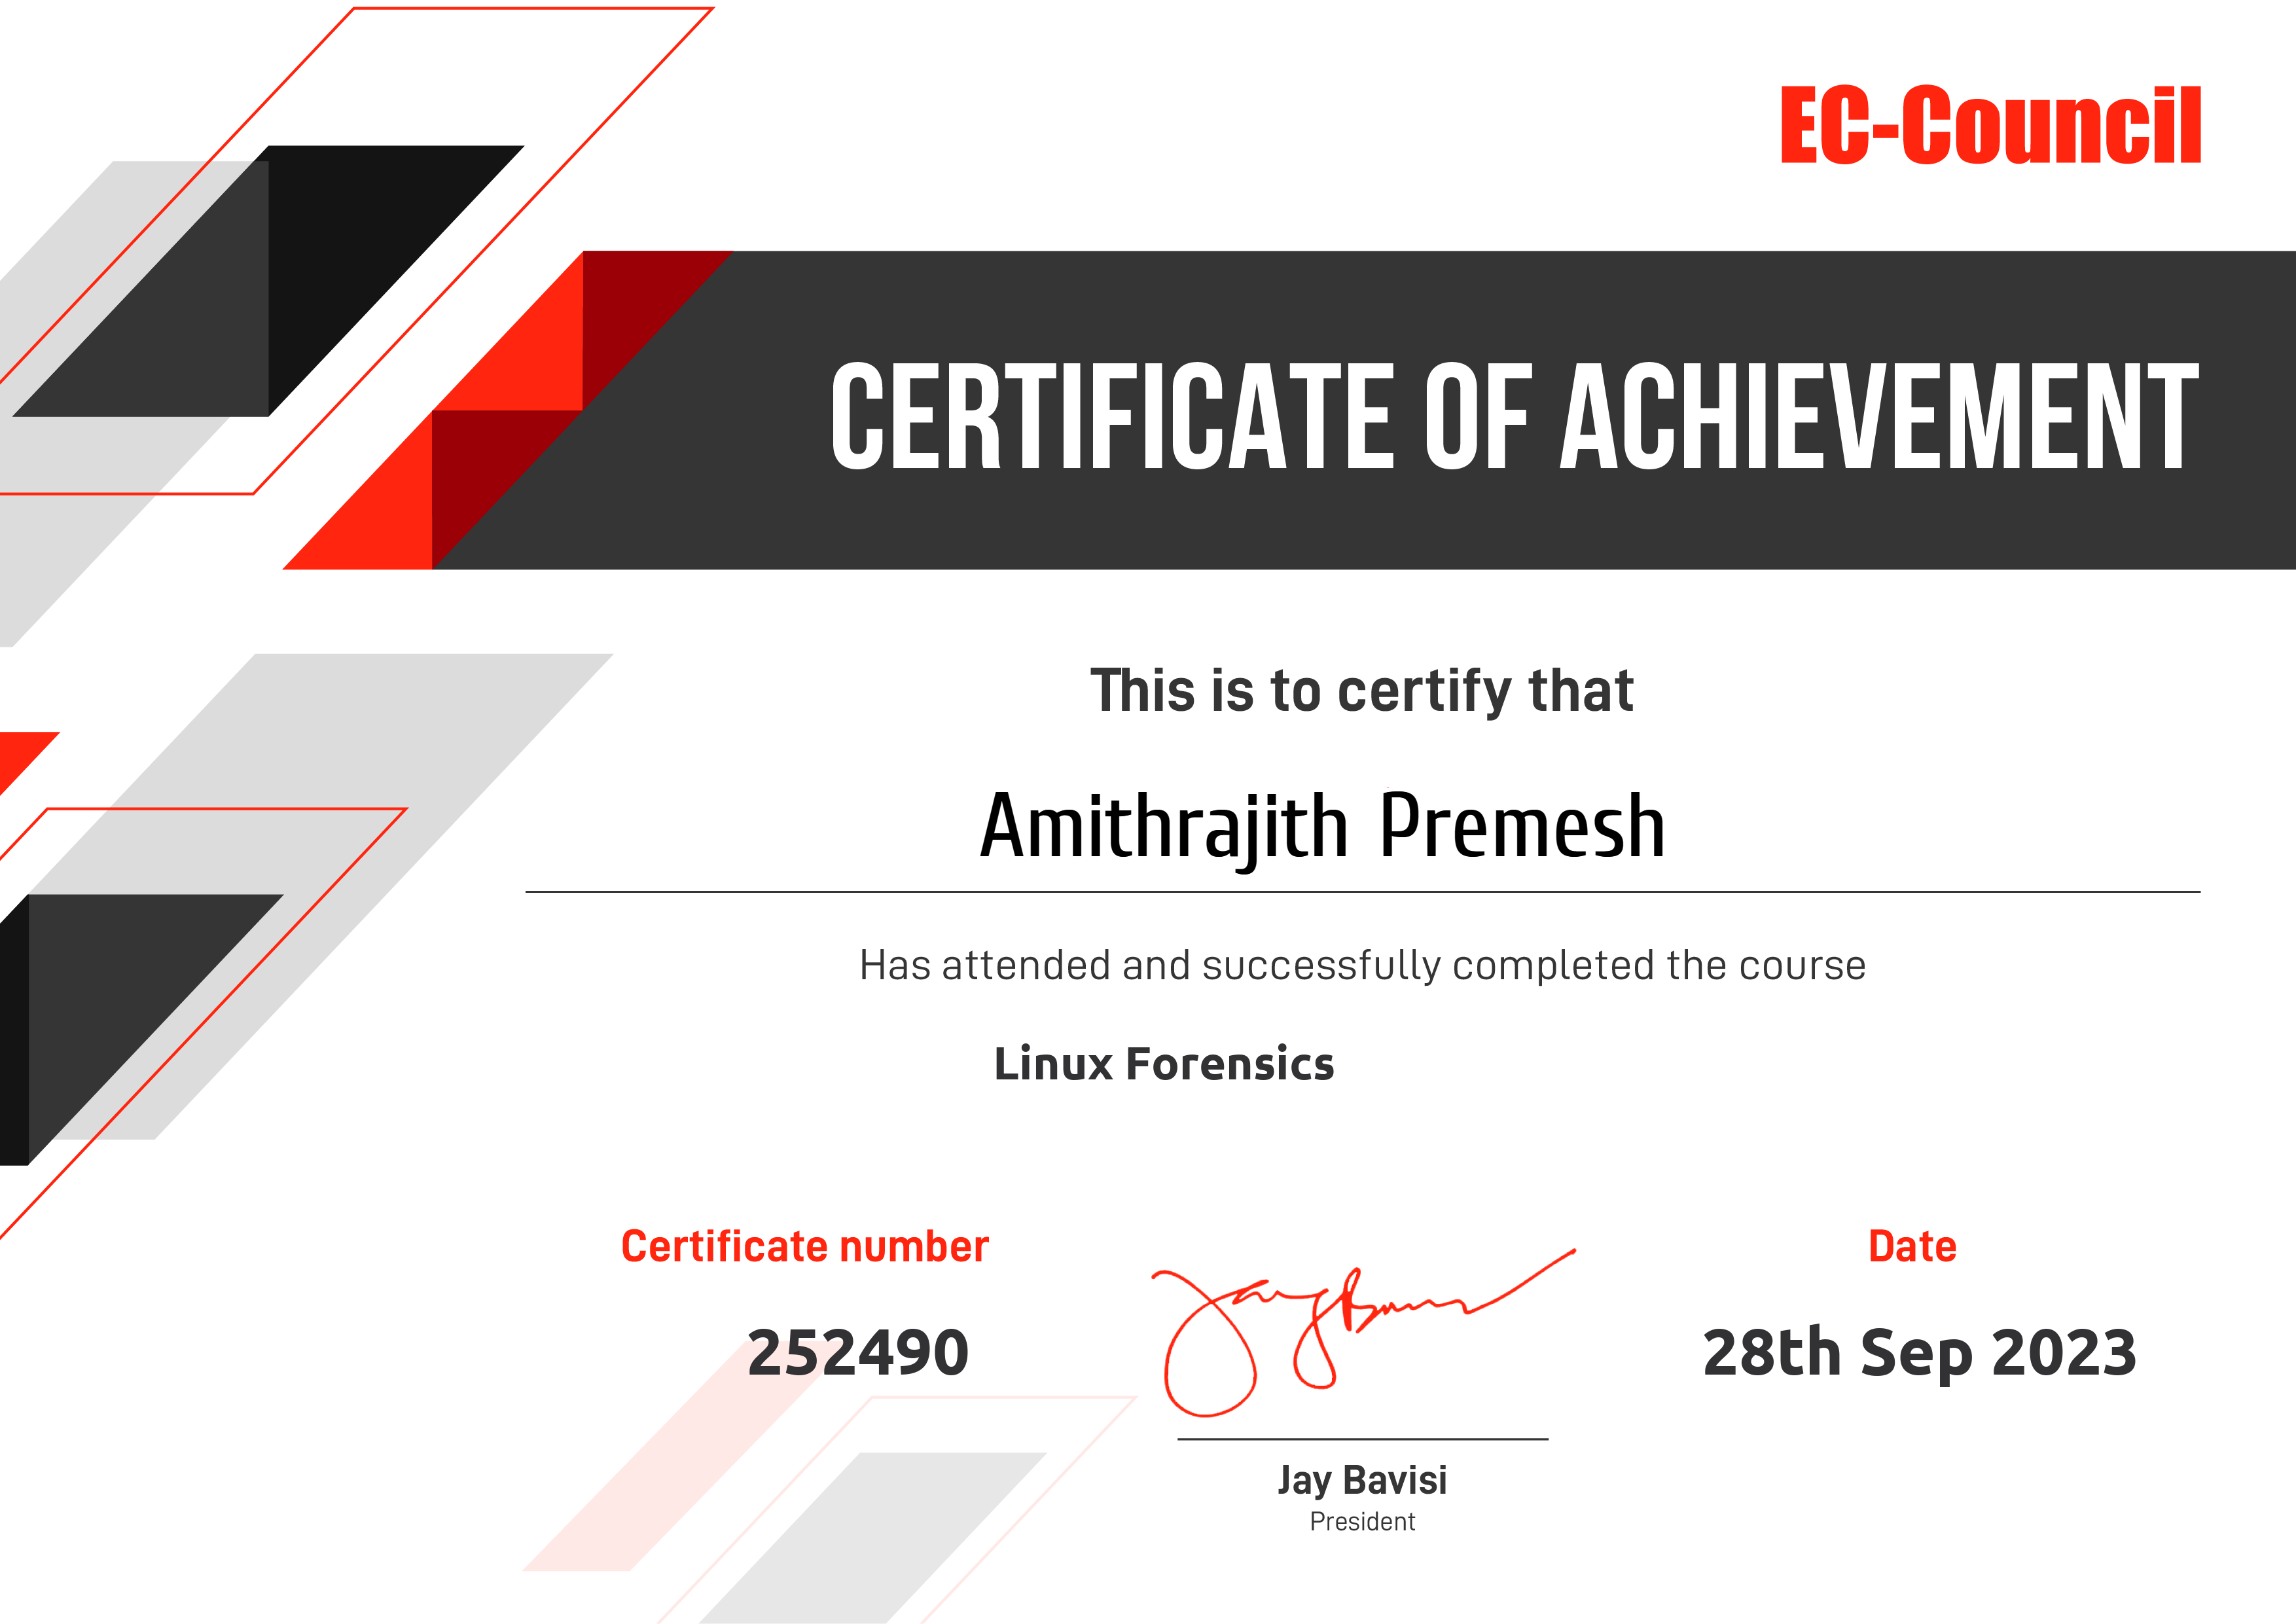 EC-Council
CERTIFICATE OF ACHIEVEMENT
This is to certify that
Amithrajith Premesh
Has attended and successfully completed the course
Linux Forensics
Certificate number
252490
Date
28th Sep 2023
Jay Bavisi
President